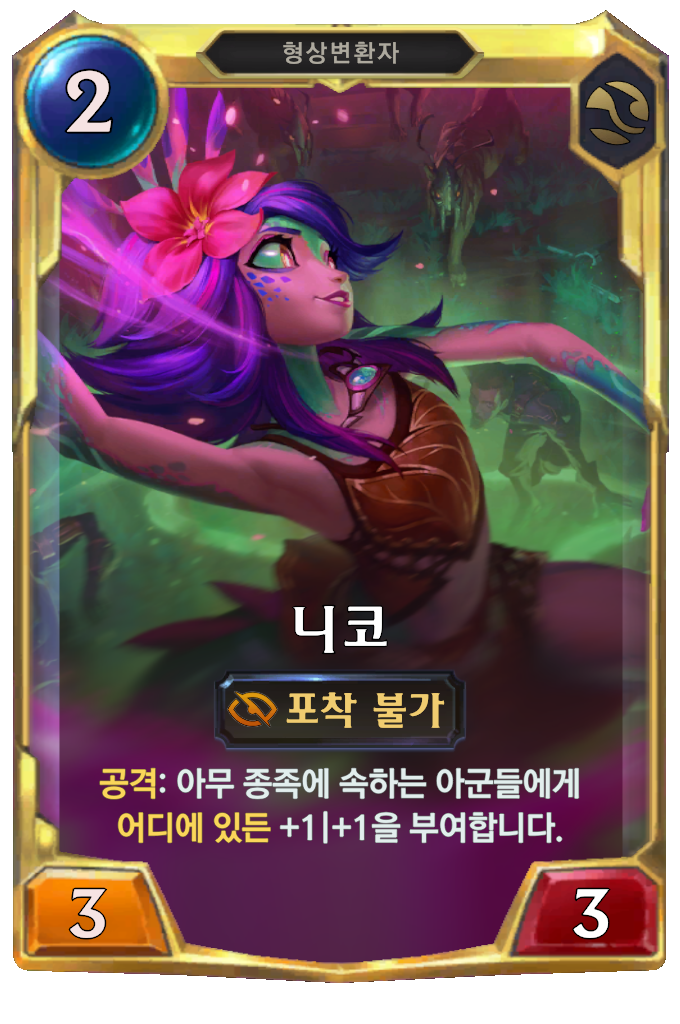 형상변환자
2
니코
포착 불가
공격: 아무 종족에 속하는 아군들에게
어디에 있든 +1|+1을 부여합니다.
3
3